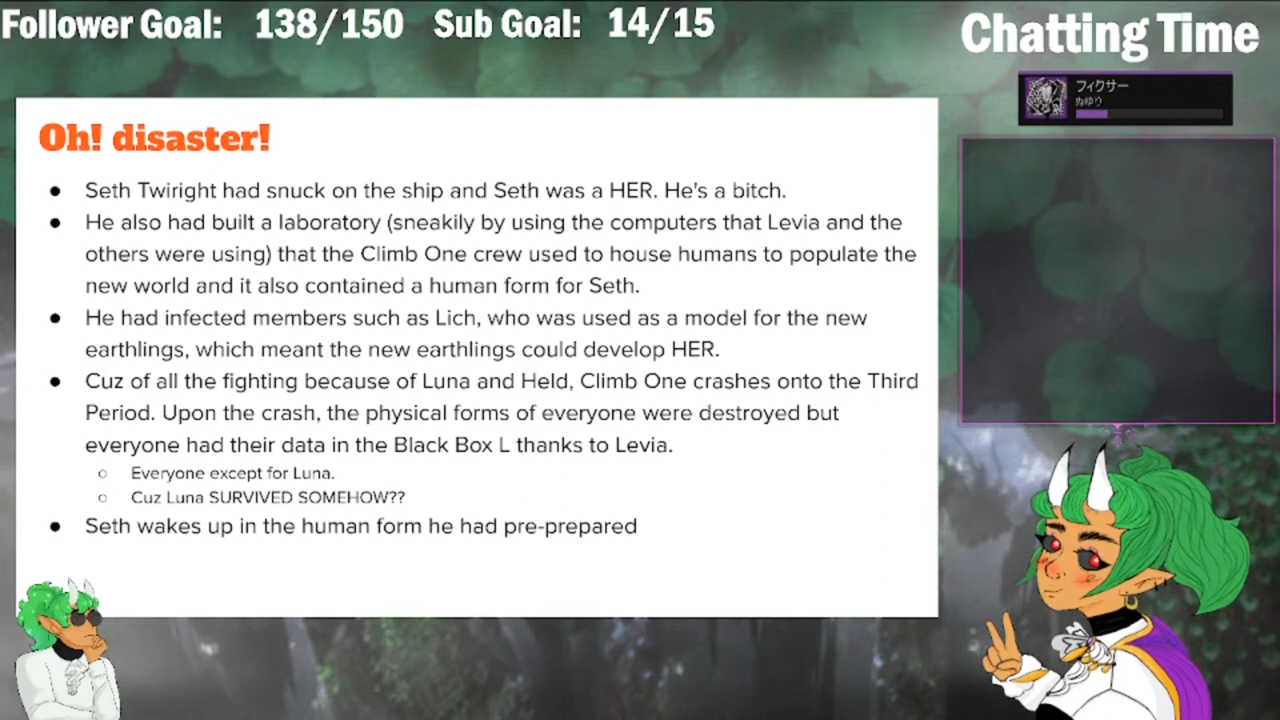 Follower Goal: 138/150 Sub Goal: 14/15
Chatting Time
フィクサー
ぬゆり
Oh! disaster!
● Seth Twiright had snuck on the ship and Seth was a HER. He's a bitch.
● He also had built a laboratory (sneakily by using the computers that Levia and the
others were using) that the Climb One crew used to house humans to populate the
new world and it also contained a human form for Seth.
● He had infected members such as Lich, who was used as a model for the new
earthlings, which meant the new earthlings could develop HER.
● Cuz of all the fighting because of Luna and Held, Climb One crashes onto the Third
Period. Upon the crash, the physical forms of everyone were destroyed but
everyone had their data in the Black Box L thanks to Levia.
○ Everyone except for Luna.
○ Cuz Luna SURVIVED SOMEHOW??
● Seth wakes up in the human form he had pre-prepared